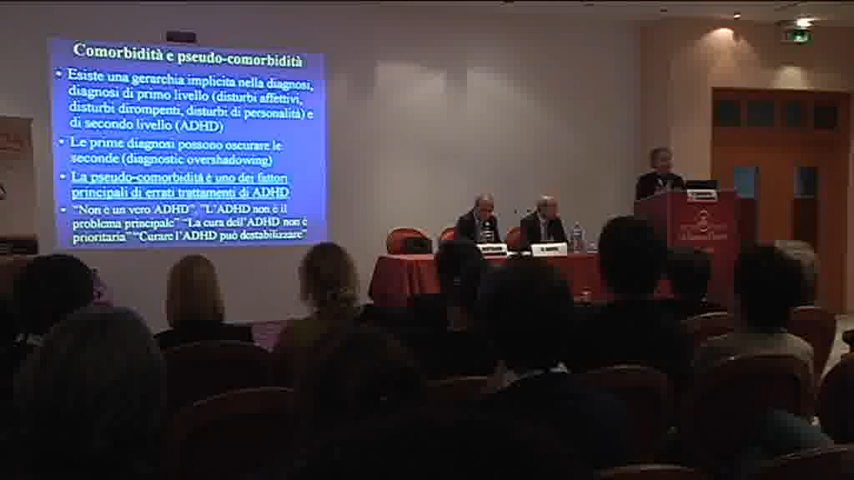 Comorbidità e pseudo-comorbidità
• Esiste una gerarchia implicita nella diagnosi,
diagnosi di primo livello (disturbi affettivi,
disturbi dirompenti, disturbi di personalità) e
di secondo livello (ADHD)
• Le prime diagnosi possono oscurare le
seconde (diagnostic overshadowing)
• La pseudo-comorbidità è uno dei fattori
principali di errati trattamenti di ADHD
• "Non è un vero ADHD", "L'ADHD non è il
problema principale" "La cura dell'ADHD non è
prioritaria" "Curare l'ADHD può destabilizzare"